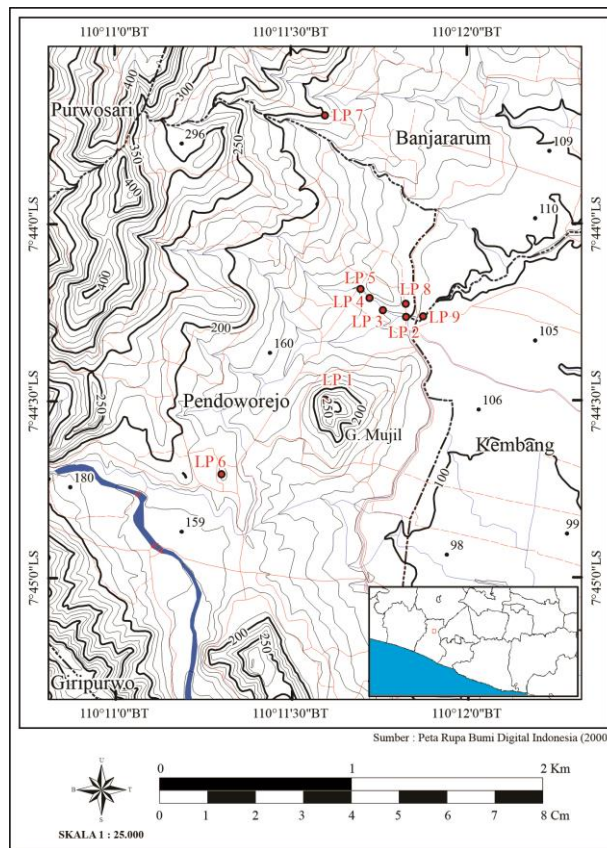 110°11'0"BT 110°11'30"BT 110°12'0"BT
400
300
Purwosari
LP 7
Banjararum
350
296
250
109
400
110
7°44'0"LS
7°44'0"LS
LP 5
LP 8
400
LP 4
LP 3
LP 9
LP 2
200
160
105
LP 1
250
Pendoworejo
250
200
106
7°44'30"LS
7°44'30"LS
G. Mujil
Kembang
LP 6
100
180
159
99
98
7°45'0"LS
7°45'0"LS
200
250
Giripurwo
110°11'0"BT 110°11'30"BT 110°12'0"BT
Sumber : Peta Rupa Bumi Digital Indonesia (2000)
U
B T
S
SKALA 1 : 25.000
0 1 2 Km
0 1 2 3 4 5 6 7 8 Cm